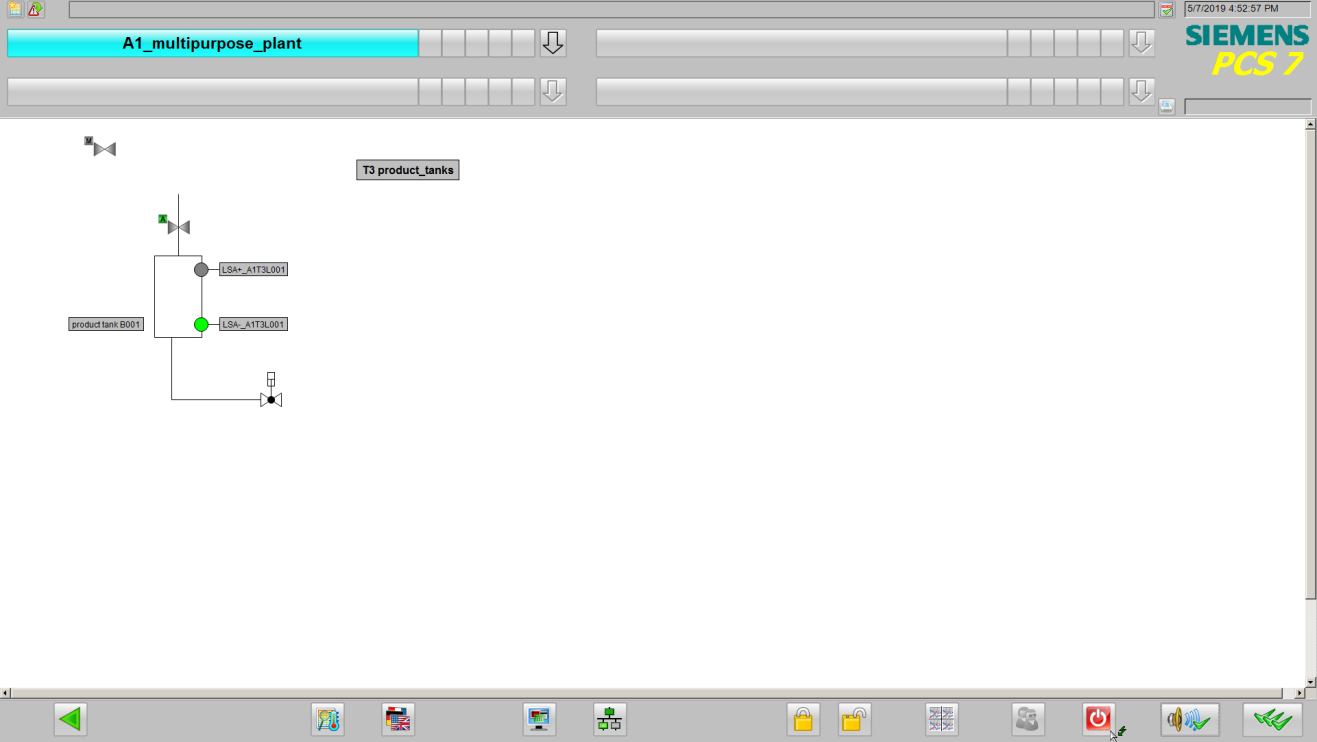 5/7/2019 4:52:57 PM
A1_multipurpose_plant
SIEMENS
PCS 7
M
T3 product_tanks
A
LSA+_A1T3L001
product tank B001
LSA-_A1T3L001